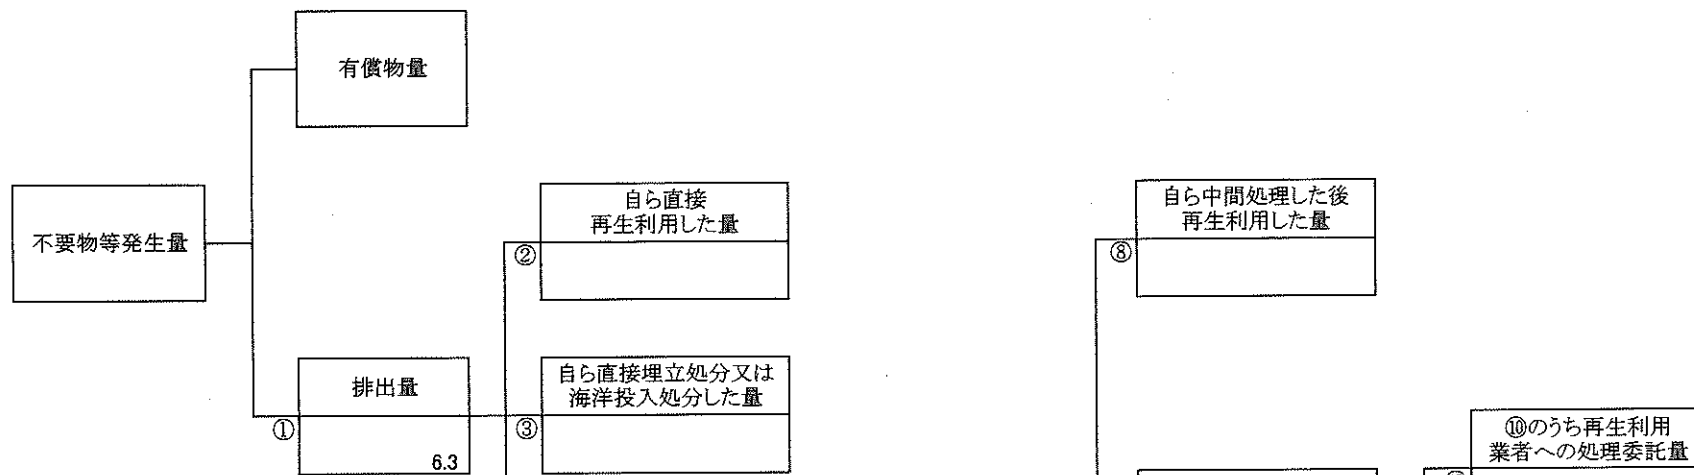 有償物量
不要物等発生量
自ら直接
再生利用した量
②
自ら中間処理した後
再生利用した量
⑧
排出量
①
6.3
自ら直接埋立処分又は
海洋投入処分した量
③
⑩のうち再生利用
業者への処理委託量